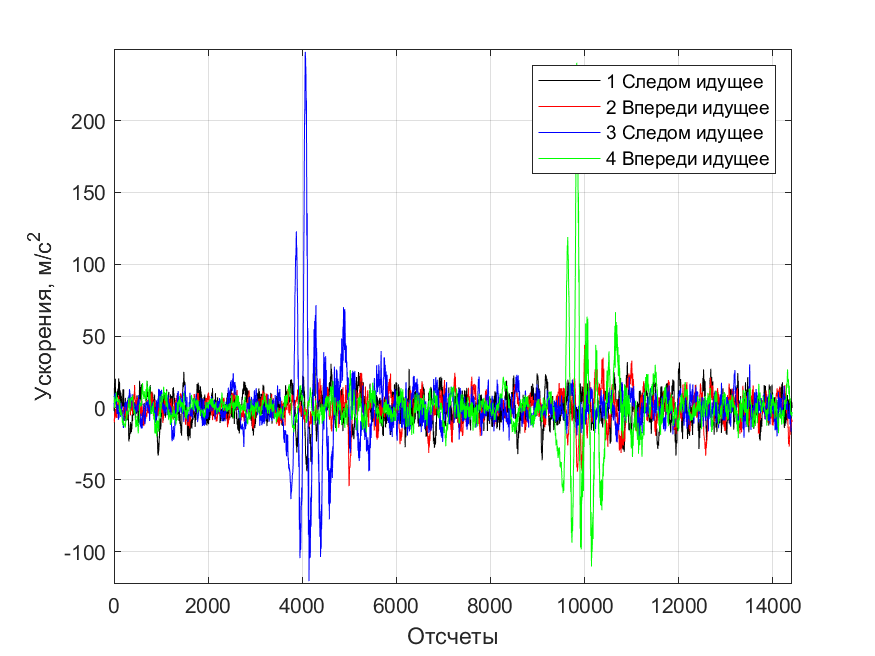 1 Следом идущее
2 Впереди идущее
3 Следом идущее
4 Впереди идущее
200
150
100
50
0
-50
-100
Ускорения, м/с²
0 2000 4000 6000 8000 10000 12000 14000
Отсчеты